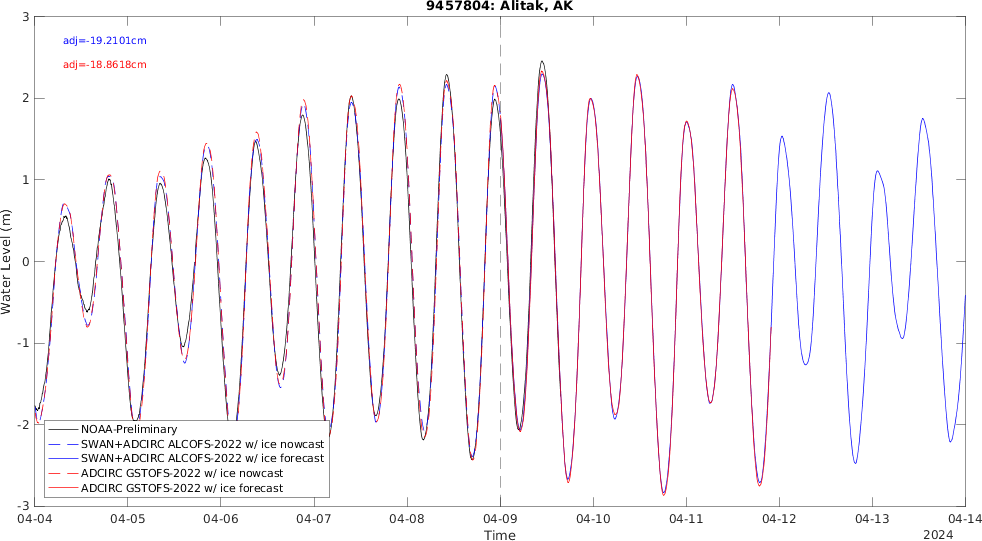 9457804: Alitak, AK
adj=-19.2101cm
adj=-18.8618cm
3
2
1
0
-1
-2
-3
Water Level (m)
NOAA-Preliminary
SWAN+ADCIRC ALCOFS-2022 w/ ice nowcast
SWAN+ADCIRC ALCOFS-2022 w/ ice forecast
ADCIRC GSTOFS-2022 w/ ice nowcast
ADCIRC GSTOFS-2022 w/ ice forecast
04-04 04-05 04-06 04-07 04-08 04-09 04-10 04-11 04-12 04-13 04-14
Time
2024